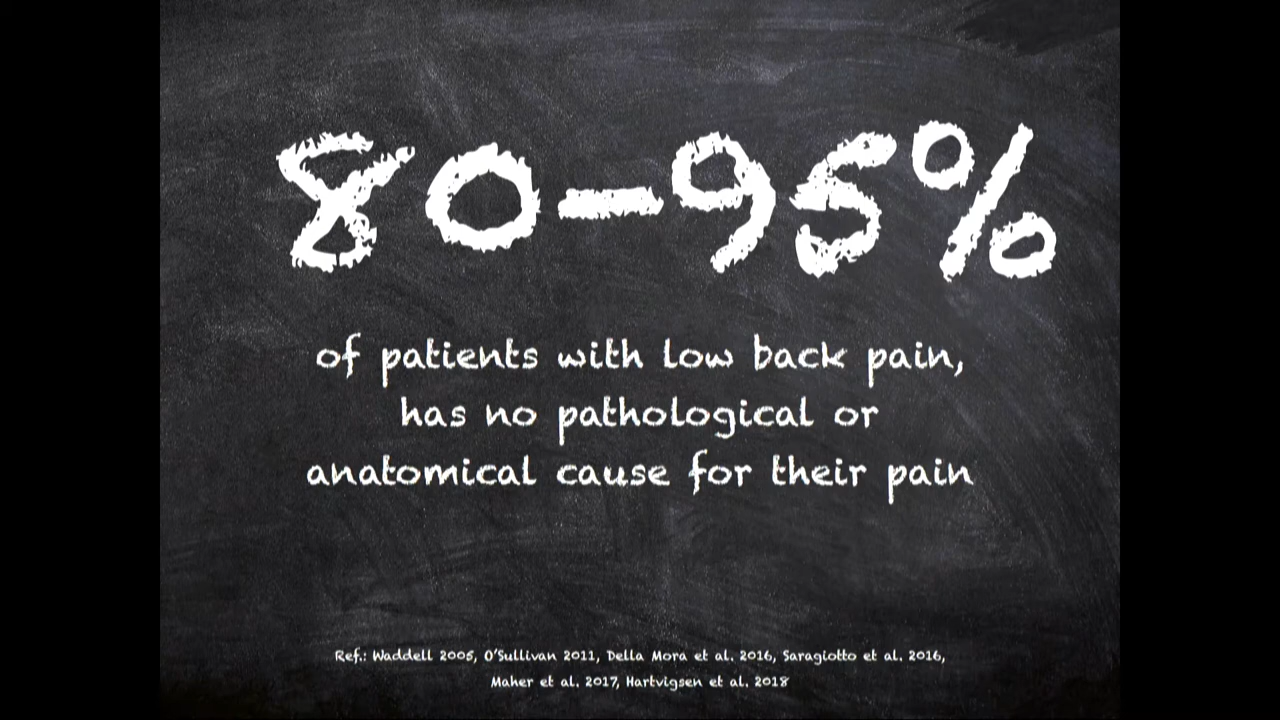 80-95%
of patients with low back pain,
has no pathological or
anatomical cause for their pain
Ref.: Waddell 2005, O'Sullivan 2011, Della Mora et al. 2016, Saragiotto et al. 2016,
Maher et al. 2017, Hartvigsen et al. 2018